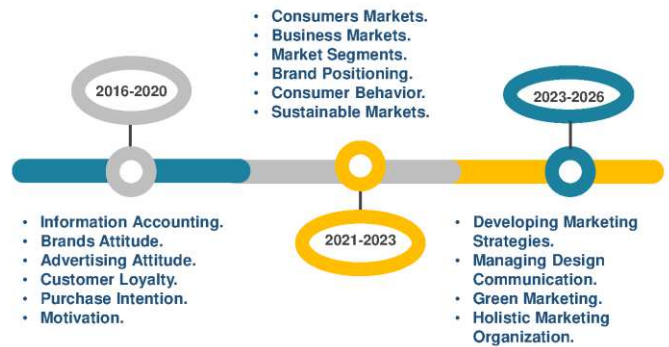 2016-2020
• Information Accounting.
• Brands Attitude.
• Advertising Attitude.
• Customer Loyalty.
• Purchase Intention.
• Motivation.
• Consumers Markets.
• Business Markets.
• Market Segments.
• Brand Positioning.
• Consumer Behavior.
• Sustainable Markets.
2021-2023
2023-2026
• Developing Marketing
Strategies.
• Managing Design
Communication.
• Green Marketing.
• Holistic Marketing
Organization.